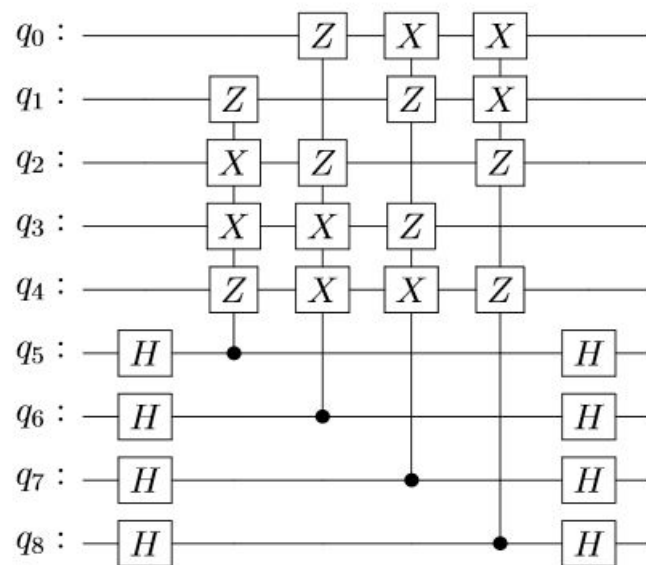 q₀ : Z X X
q₁ : Z Z X
q₂ : X Z Z
q₃ : X X Z
q₄ : Z X X Z
q₅ : H H
q₆ : H H
q₇ : H H
q₈ : H H